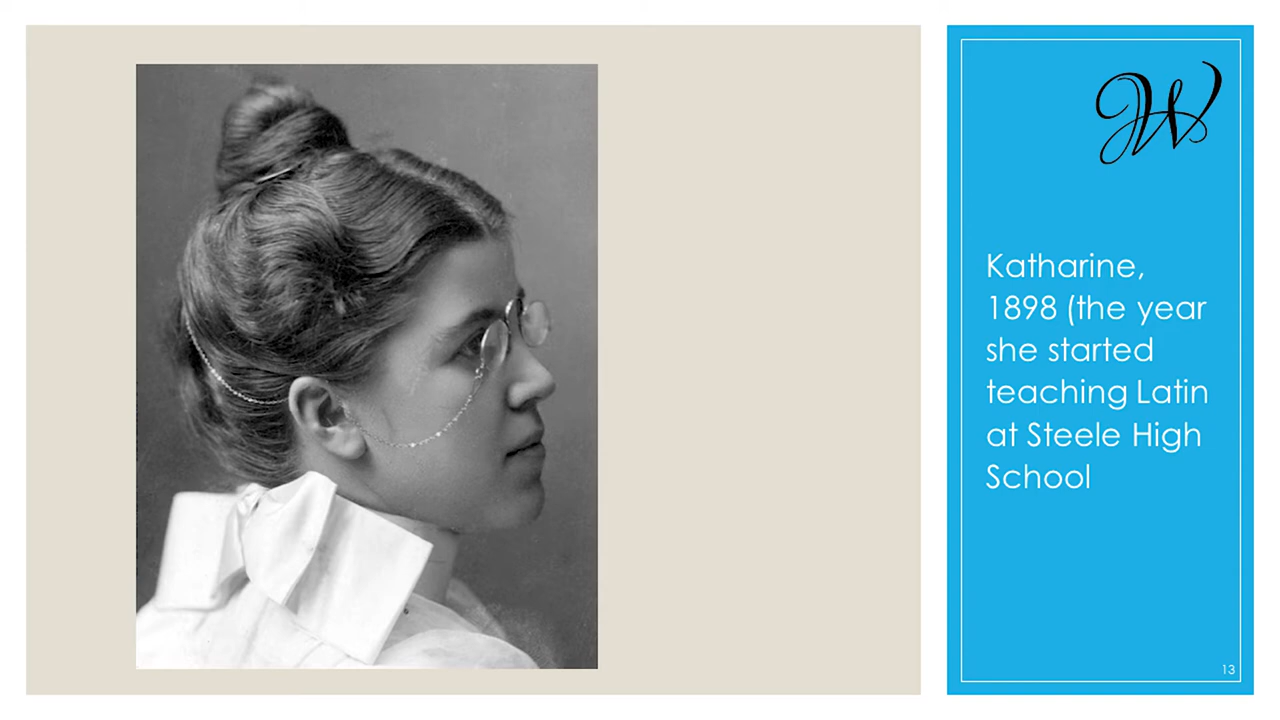 W
Katharine,
1898 (the year
she started
teaching Latin
at Steele High
School
13